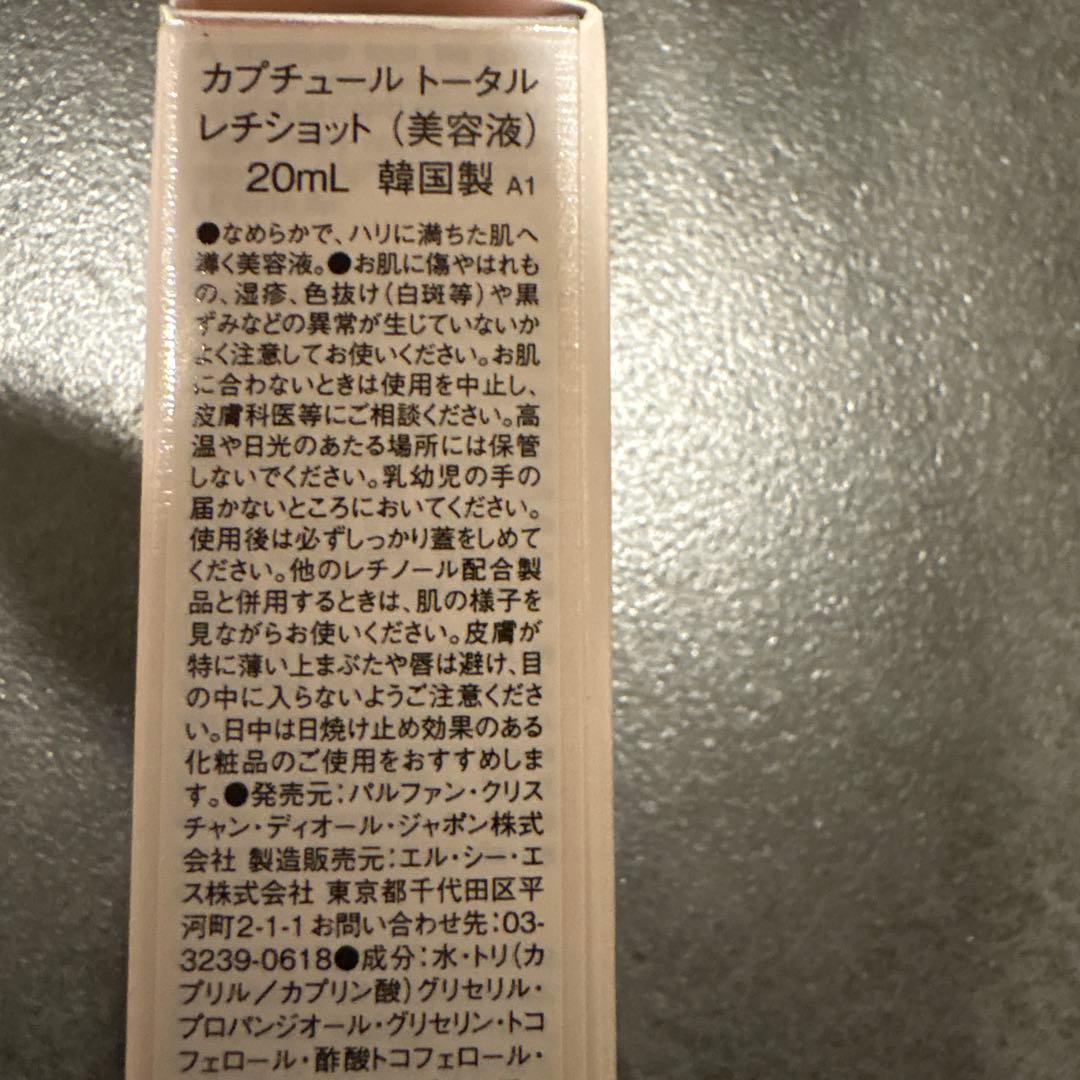 カプチュール トータル
レチショット（美容液）
20mL 韓国製 A1
●なめらかで、ハリに満ちた肌へ
導く美容液。●お肌に傷やはれも
の、湿疹、色抜け（白斑等）や黒
ずみなどの異常が生じていないか
よく注意してお使いください。お肌
に合わないときは使用を中止し、
皮膚科医等にご相談ください。高
温や日光のあたる場所には保管
しないでください。乳幼児の手の
届かないところにおいてください。
使用後は必ずしっかり蓋をしめて
ください。他のレチノール配合製
品と併用するときは、肌の様子を
見ながらお使いください。皮膚が
特に薄い上まぶたや唇は避け、目
の中に入らないようご注意くださ
い。日中は日焼け止め効果のある
化粧品のご使用をおすすめしま
す。●発売元：パルファン・クリス
チャン・ディオール・ジャポン株式
会社 製造販売元：エル・シー・エ
ス株式会社 東京都千代田区平
河町2-1-1 お問い合わせ先：03-
3239-0618●成分：水・トリ（カ
プリル／カプリン酸）グリセリル・
プロパンジオール・グリセリン・トコ
フェロール・酢酸トコフェロール・